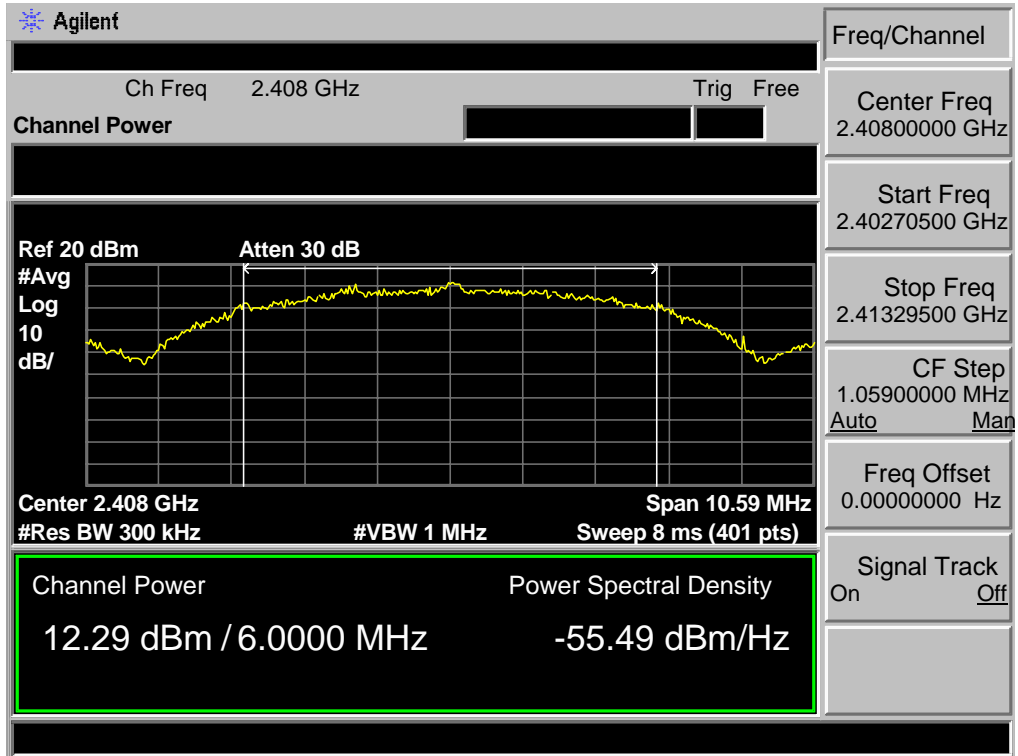 Agilent
Freq/Channel
Ch Freq 2.408 GHz Trig Free
Channel Power
Center Freq
2.40800000 GHz
Start Freq
2.40270500 GHz
Stop Freq
2.41329500 GHz
CF Step
1.05900000 MHz
Auto Man
Freq Offset
0.00000000 Hz
Signal Track
On Off
Ref 20 dBm Atten 30 dB
#Avg
Log
10
dB/
Center 2.408 GHz Span 10.59 MHz
#Res BW 300 kHz #VBW 1 MHz Sweep 8 ms (401 pts)
Channel Power Power Spectral Density
12.29 dBm / 6.0000 MHz -55.49 dBm/Hz